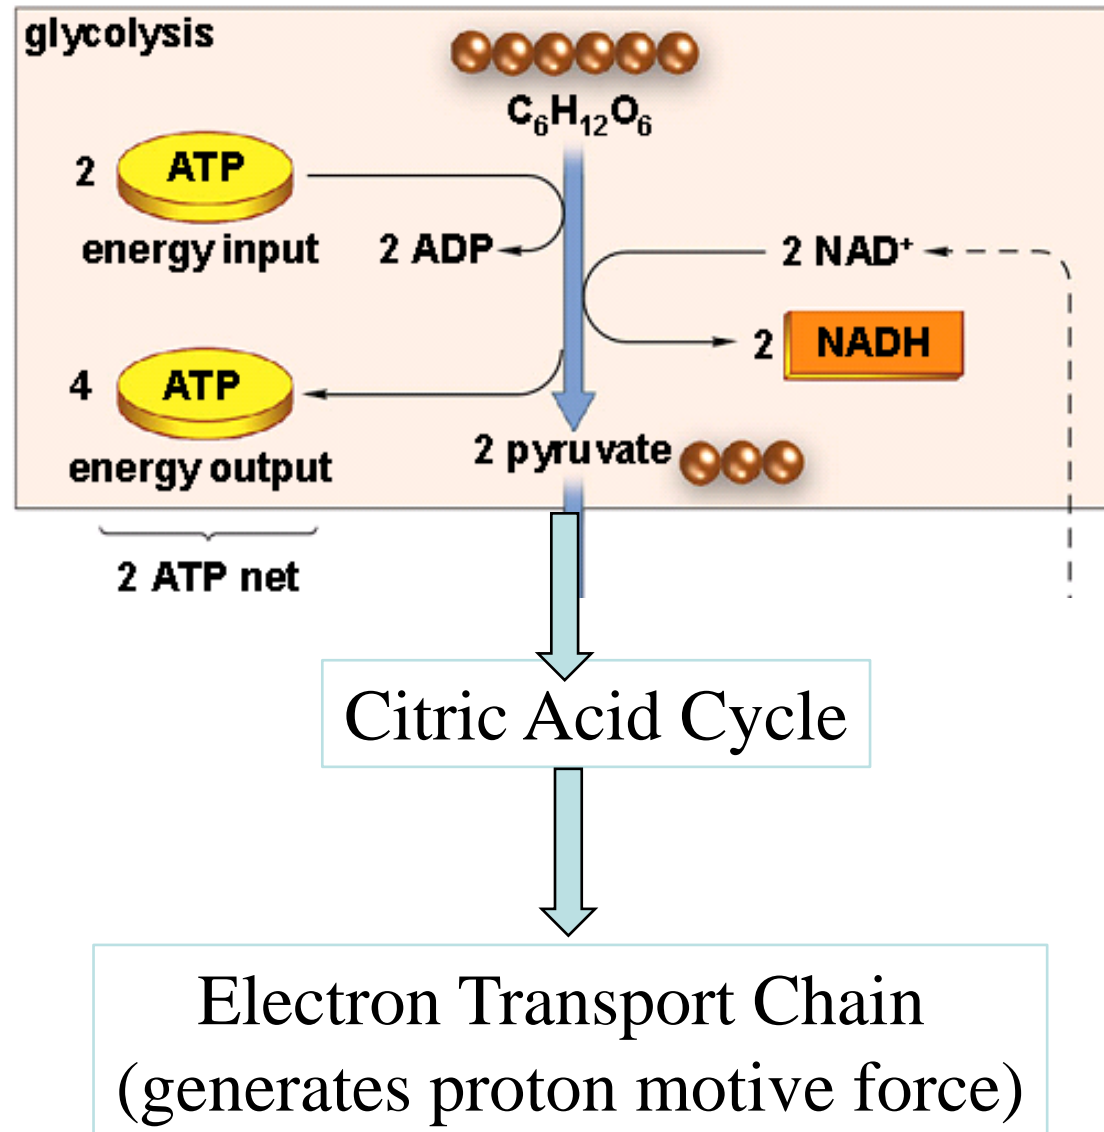 glycolysis
C₆H₁₂O₆
2 ATP
energy input
2 ADP
2 NAD⁺
2 NADH
4 ATP
energy output
2 pyruvate
2 ATP net
Citric Acid Cycle
Electron Transport Chain
(generates proton motive force)